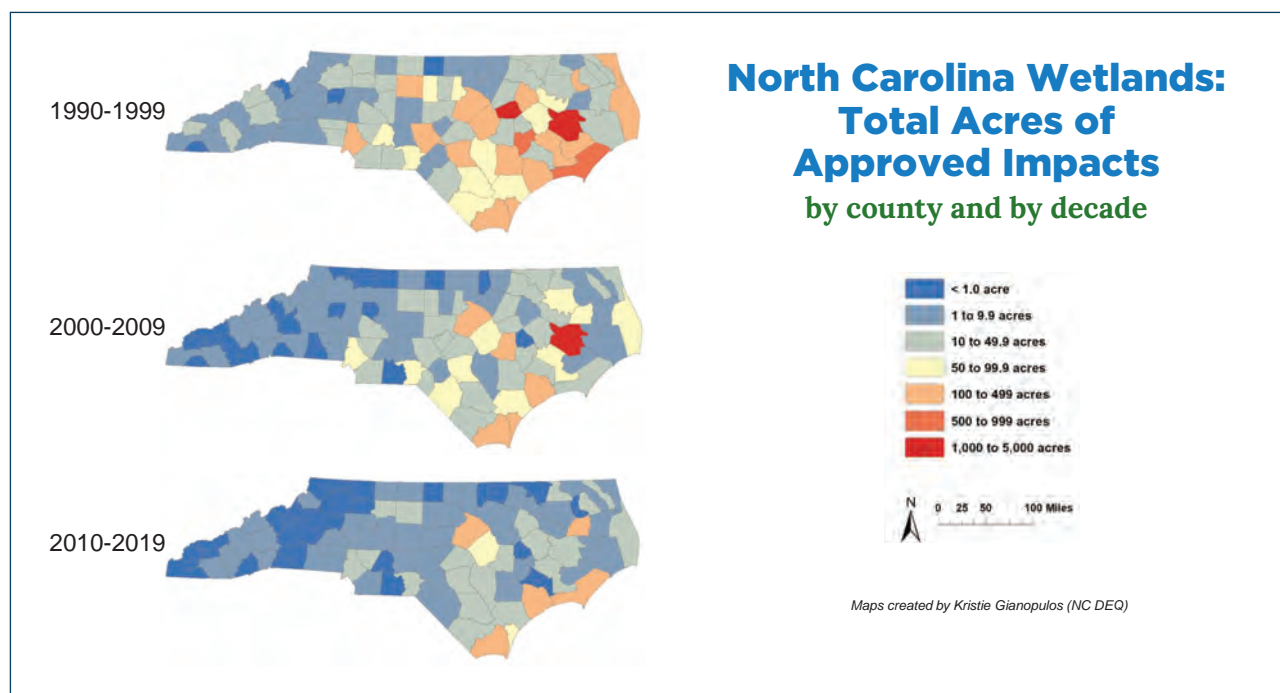 North Carolina Wetlands:
Total Acres of
Approved Impacts
by county and by decade
1990-1999
2000-2009
2010-2019
< 1.0 acre
1 to 9.9 acres
10 to 49.9 acres
50 to 99.9 acres
100 to 499 acres
500 to 999 acres
1,000 to 5,000 acres
N
0 25 50 100 Miles
Maps created by Kristie Gianopulos (NC DEQ)